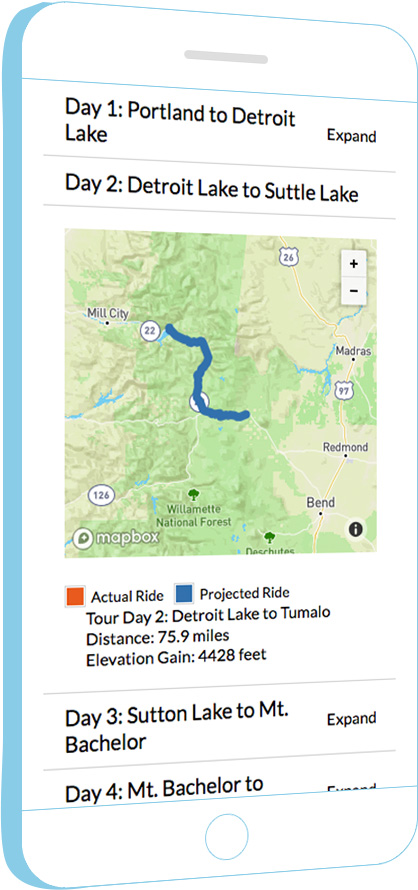 Day 1: Portland to Detroit
Lake
Expand
Day 2: Detroit Lake to Suttle Lake
26
+
−
Mill City
22
Madras
97
Redmond
126
Willamette
National Forest
Bend
mapbox
i
Deschutes
Actual Ride
Projected Ride
Tour Day 2: Detroit Lake to Tumalo
Distance: 75.9 miles
Elevation Gain: 4428 feet
Day 3: Sutton Lake to Mt.
Bachelor
Expand
Day 4: Mt. Bachelor to
Expand